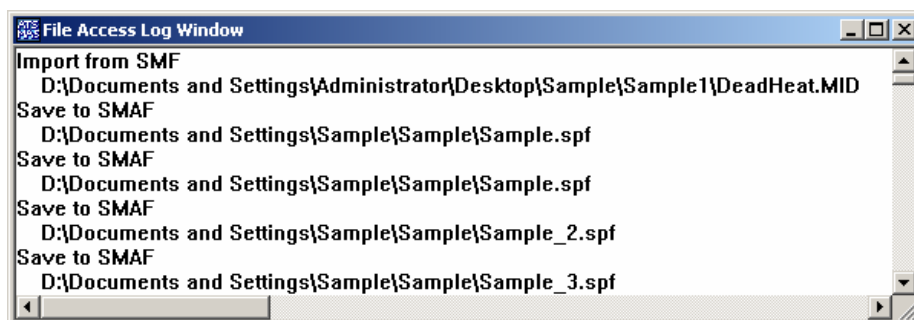 File Access Log Window
Import from SMF
D:\Documents and Settings\Administrator\Desktop\Sample\Sample1\DeadHeat.MID
Save to SMAF
D:\Documents and Settings\Sample\Sample\Sample.spf
Save to SMAF
D:\Documents and Settings\Sample\Sample\Sample.spf
Save to SMAF
D:\Documents and Settings\Sample\Sample\Sample_2.spf
Save to SMAF
D:\Documents and Settings\Sample\Sample\Sample_3.spf